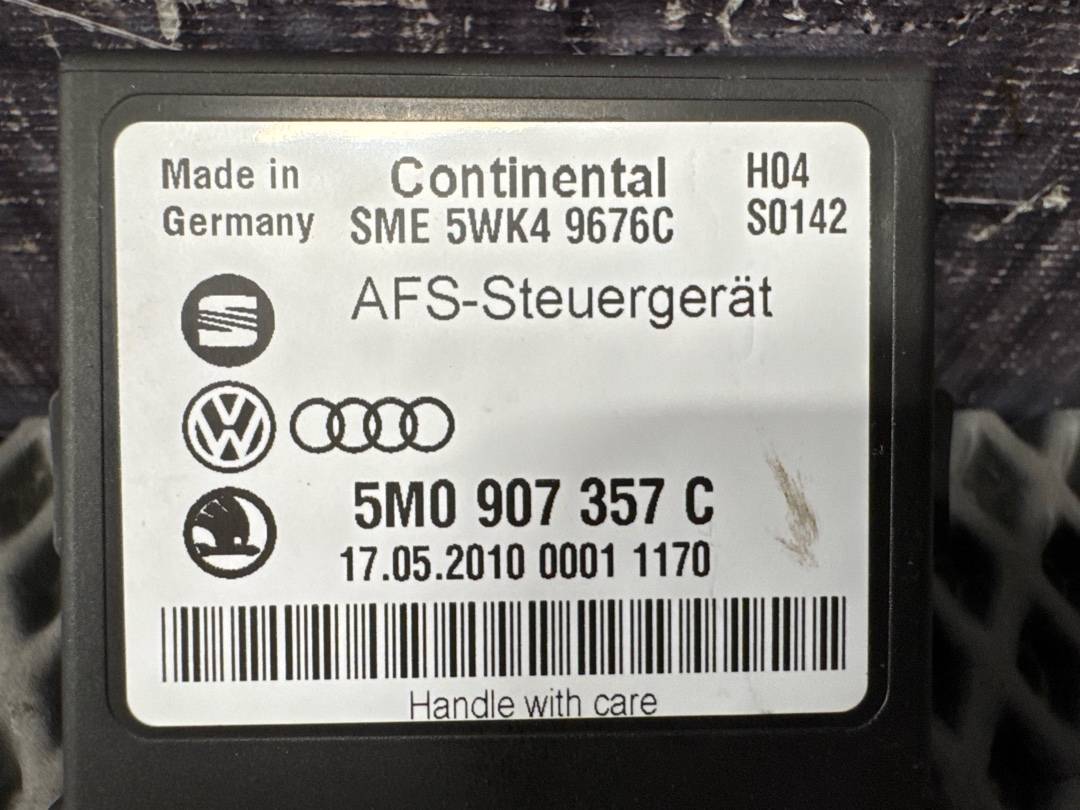 Made in Continental H04
Germany SME 5WK4 9676C S0142
AFS-Steuergerät
5M0 907 357 C
17.05.2010 0001 1170
Handle with care